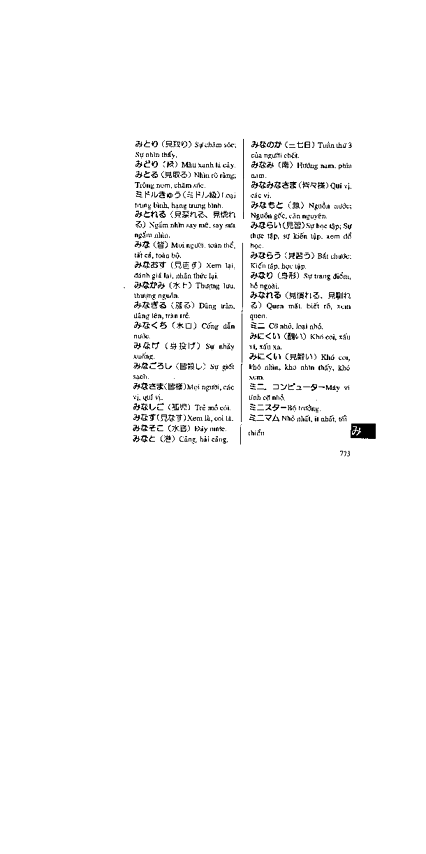 みとり（見取り）Sự chăm sóc,
Sự nhìn thấy.
みどり（緑）Màu xanh lá cây.
みとる（見取る）Nhìn rõ ràng,
Trông nom, chăm sóc.
ミドルきゅう（ミドル級）Loại
trung bình, hạng trung bình.
みとれる（見惚れる、見慣れ
る）Ngắm nhìn say mê, say sưa
ngắm nhìn.
みな（皆）Mọi người, toàn thể,
tất cả, toàn bộ.
みなおす（見直す）Xem lại,
đánh giá lại, nhận thức lại.
みなかみ（水上）Thượng lưu,
thượng nguồn.
みなぎる（漲る）Dâng tràn,
dâng lên, tràn trề.
みなくち（水口）Cống dẫn
nước.
みなげ（身投げ）Sự nhảy
xuống.
みなごろし（皆殺し）Sự giết
sạch.
みなさま(皆様)Mọi người, các
vị, quí vị.
みなしご（孤児）Trẻ mồ côi.
みなす(見なす)Xem là, coi là.
みなそこ（水底）Đáy nước.
みなと（港）Cảng, hải cảng.
みなのか（三七日）Tuần thứ 3
của người chết.
みなみ（南）Hướng nam, phía
nam.
みなみなさま(皆々様)Quí vị,
các vị.
みなもと（源）Nguồn nước;
Nguồn gốc, căn nguyên.
みならい(見習)Sự học tập; Sự
thực tập, sự kiến tập, xem để
học.
みならう（見習う）Bắt chước;
Kiến tập, học tập.
みなり（身形）Sự trang điểm,
bề ngoài.
みなれる（見慣れる、見馴れ
る）Quen mắt, biết rõ, xem
quen.
ミニ Cỡ nhỏ, loại nhỏ.
みにくい（醜い）Khó coi, xấu
xí, xấu xa.
みにくい（見難い）Khó coi,
khó nhìn, khó nhìn thấy, khó
xem.
ミニ、コンピューターMáy vi
tính cỡ nhỏ.
ミニスターBộ trưởng.
ミニマム Nhỏ nhất, ít nhất, tối
thiểu
み
773